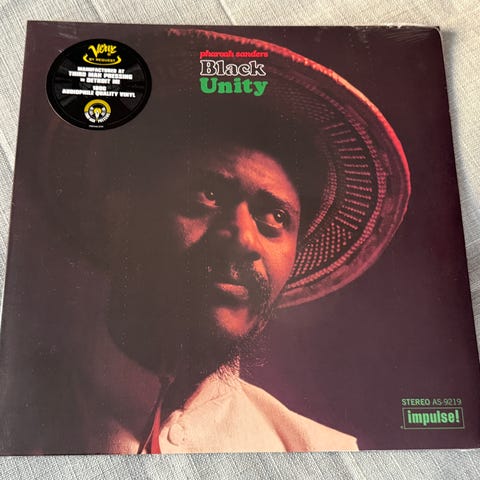 Verve
BY REQUEST
MANUFACTURED AT
THIRD MAN PRESSING
IN DETROIT MI
180G
AUDIOPHILE QUALITY VINYL
pharoah sanders
Black
Unity
STEREO AS-9219
impulse!